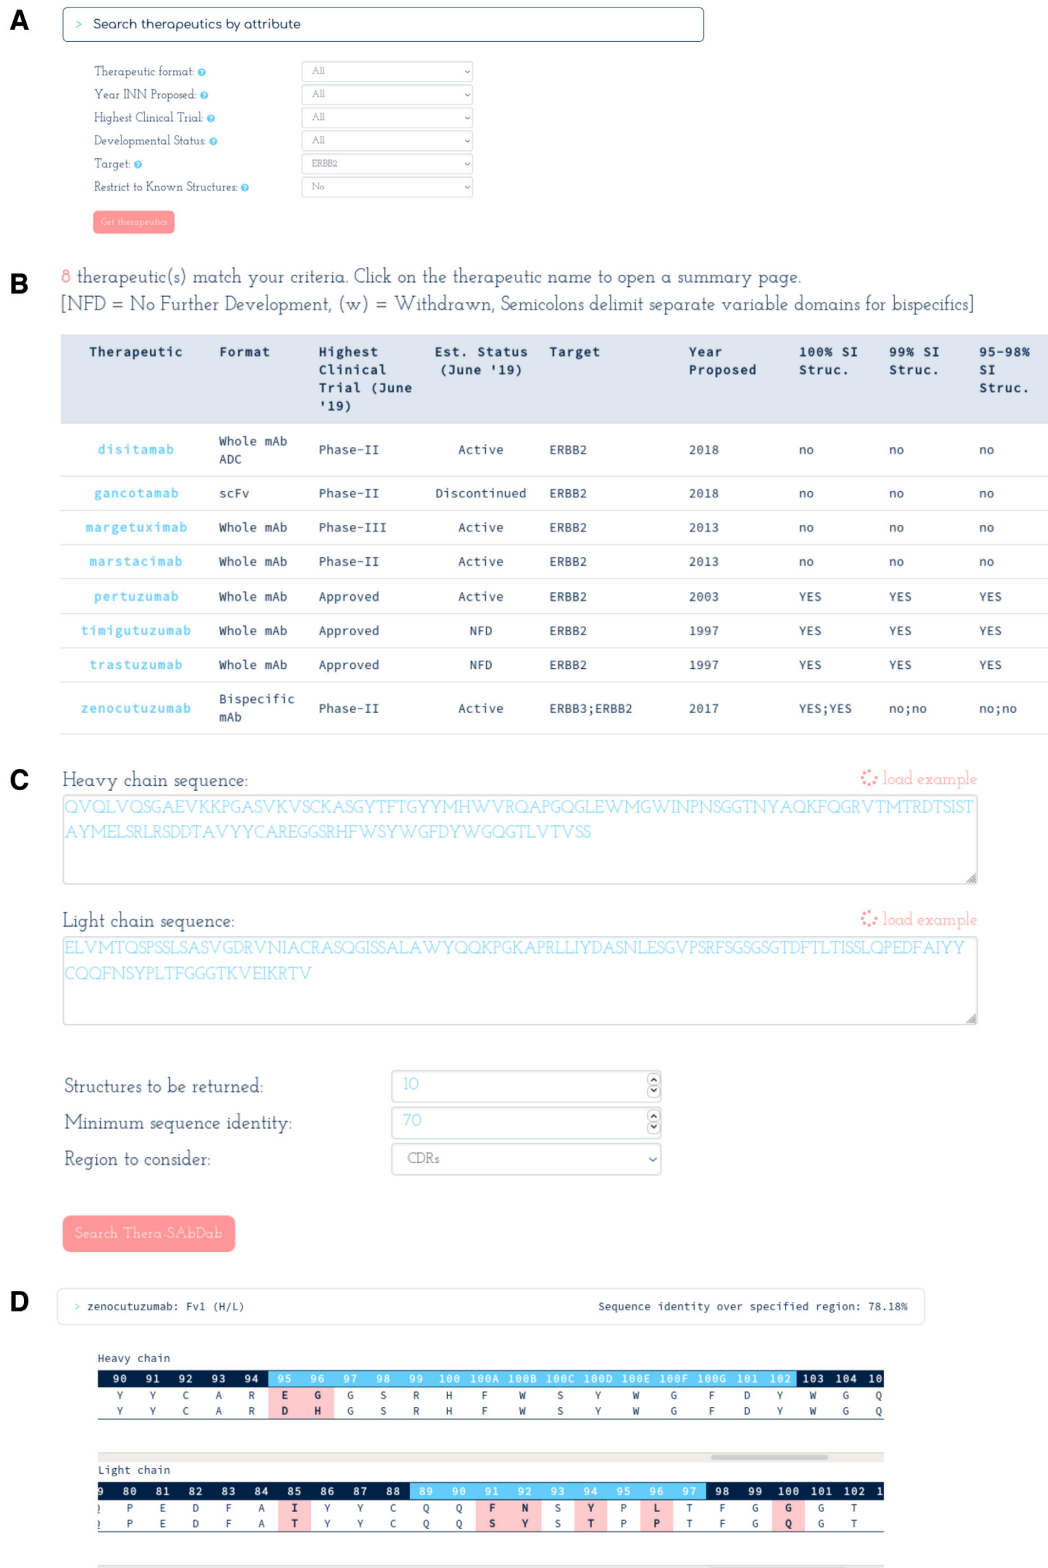 A
> Search therapeutics by attribute
Therapeutic format: ? All
Year INN Proposed: ? All
Highest Clinical Trial: ? All
Developmental Status: ? All
Target: ? ERBB2
Restrict to Known Structures: ? No
Get therapeutics
B
8 therapeutic(s) match your criteria. Click on the therapeutic name to open a summary page.
[NFD = No Further Development, (w) = Withdrawn, Semicolons delimit separate variable domains for bispecifics]
Therapeutic Format Highest Clinical Trial (June '19) Est. Status (June '19) Target Year Proposed 100% SI Struc. 99% SI Struc. 95-98% SI Struc.
disitamab Whole mAb ADC Phase-II Active ERBB2 2018 no no no
gancotamab scFv Phase-II Discontinued ERBB2 2018 no no no
margetuximab Whole mAb Phase-III Active ERBB2 2013 no no no
marstacimab Whole mAb Phase-II Active ERBB2 2013 no no no
pertuzumab Whole mAb Approved Active ERBB2 2003 YES YES YES
timigutuzumab Whole mAb Approved NFD ERBB2 1997 YES YES YES
trastuzumab Whole mAb Approved NFD ERBB2 1997 YES YES YES
zenocutuzumab Bispecific mAb Phase-II Active ERBB3;ERBB2 2017 YES;YES no;no no;no
C
Heavy chain sequence: load example
QVQLVQSGAEVKKPGASVKVSCKASGYTFTGYYMHWVRQAPGQGLEWMGWINPNSGGTNYAQKFQGRVTMTRDTSIST
AYMELSRLRSDDTAVYYCAREGGSRHFWSYWGFDYWGQGTLVTVSS
Light chain sequence: load example
ELVMTQSPSSLSASVGDRVNIACRASQGISSALAWYQQKPGKAPRLLIYDASNLESGVPSRFSGSGSGTDFTLTISSLQPEDFAIYY
CQQFNSYPLTFGGGTKVEIKRTV
Structures to be returned: 10
Minimum sequence identity: 70
Region to consider: CDRs
Search Thera-SAbDab
D
> zenocutuzumab: Fv1 (H/L) Sequence identity over specified region: 78.18%
Heavy chain
90 91 92 93 94 95 96 97 98 99 100 100A 100B 100C 100D 100E 100F 100G 101 102 103 104 10
Y Y C A R E G G S R H F W S Y W G F D Y W G Q
Y Y C A R D H G S R H F W S Y W G F D Y W G Q
Light chain
9 80 81 82 83 84 85 86 87 88 89 90 91 92 93 94 95 96 97 98 99 100 101 102 1
P E D F A I Y Y C Q Q F N S Y P L T F G G G T
P E D F A T Y Y C Q Q S Y S T P P T F G Q G T